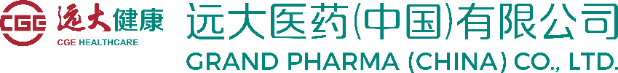 CGE 远大健康
CGE HEALTHCARE
远大医药(中国)有限公司
GRAND PHARMA (CHINA) CO., LTD.